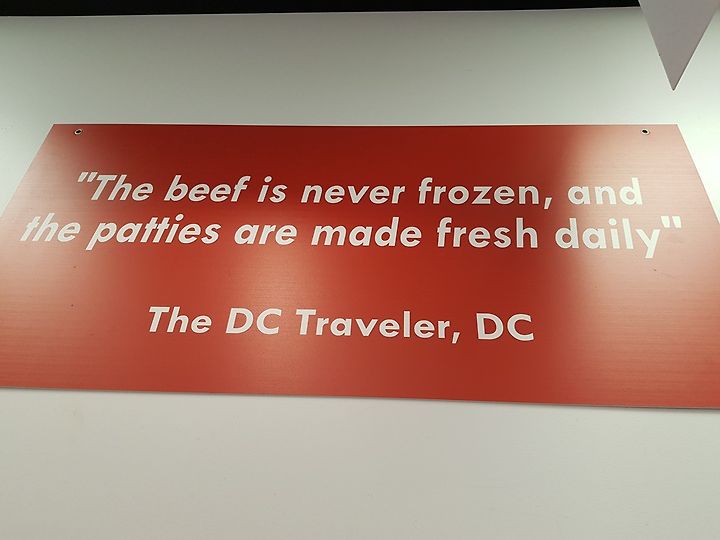 "The beef is never frozen, and
the patties are made fresh daily"
The DC Traveler, DC